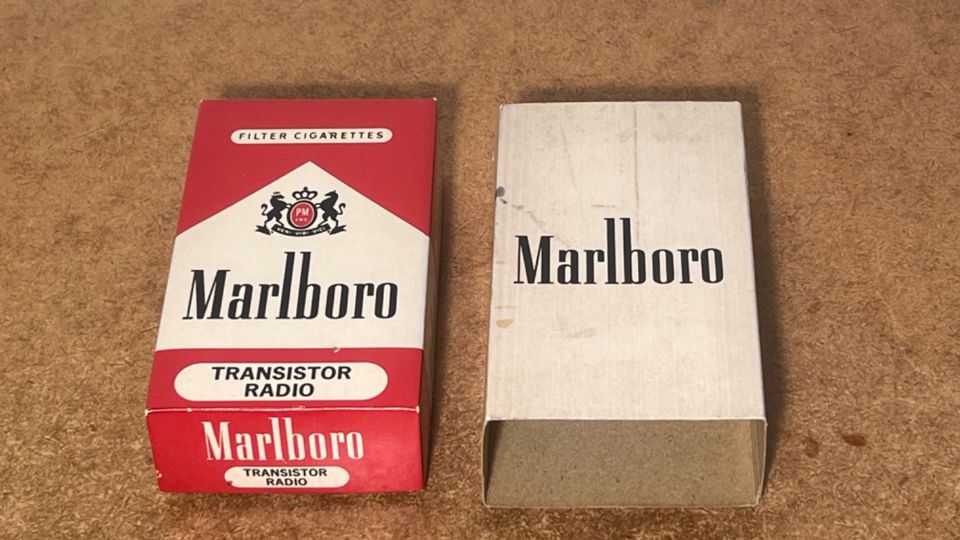 FILTER CIGARETTES
PM
INC
VENI·VIDI·VICI
Marlboro
TRANSISTOR
RADIO
Marlboro
TRANSISTOR
RADIO
Marlboro